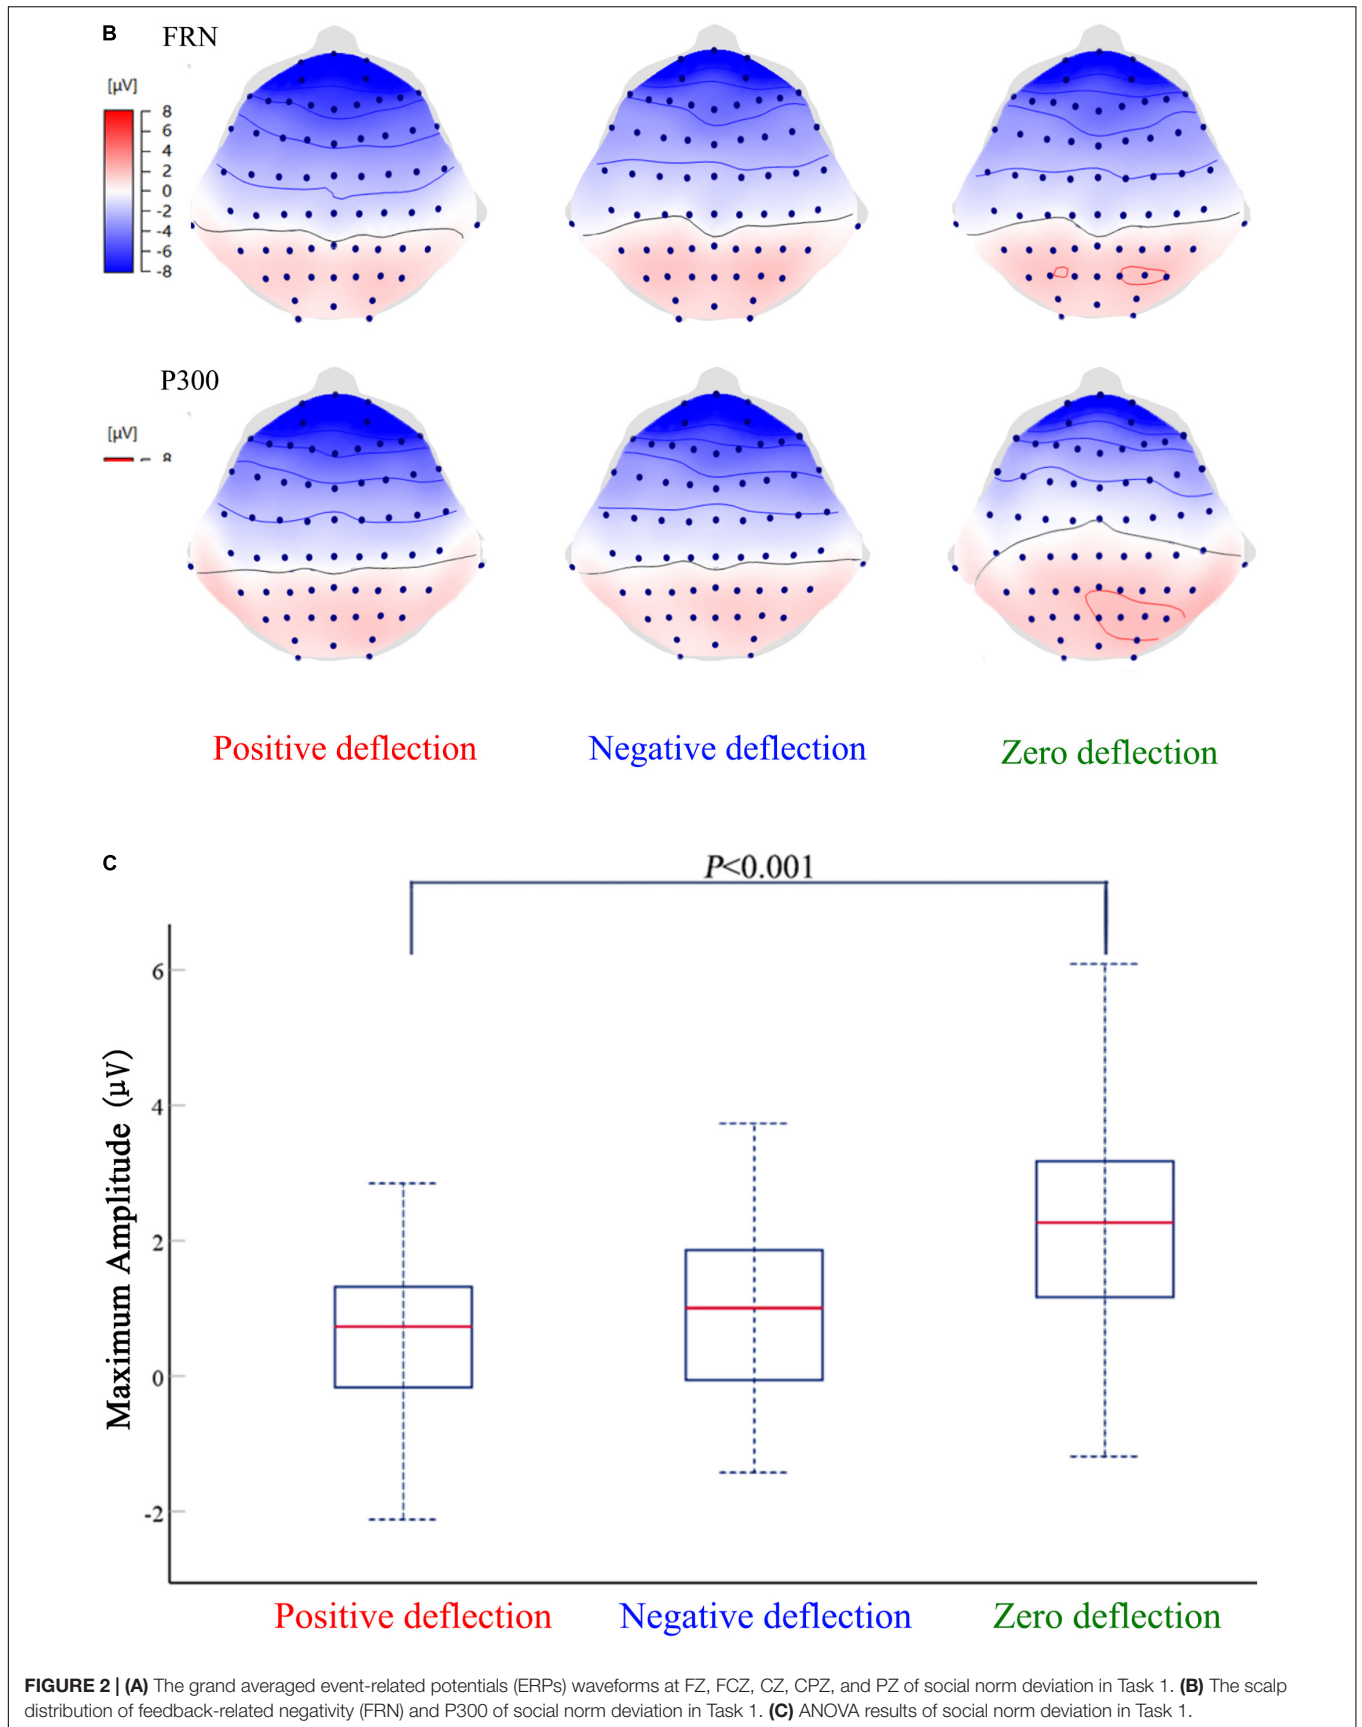 B
FRN
[µV]
8
6
4
2
0
-2
-4
-6
-8
P300
[µV]
8
Positive deflection Negative deflection Zero deflection
C
P<0.001
Maximum Amplitude (µV)
6
4
2
0
-2
Positive deflection Negative deflection Zero deflection
FIGURE 2 | (A) The grand averaged event-related potentials (ERPs) waveforms at FZ, FCZ, CZ, CPZ, and PZ of social norm deviation in Task 1. (B) The scalp
distribution of feedback-related negativity (FRN) and P300 of social norm deviation in Task 1. (C) ANOVA results of social norm deviation in Task 1.